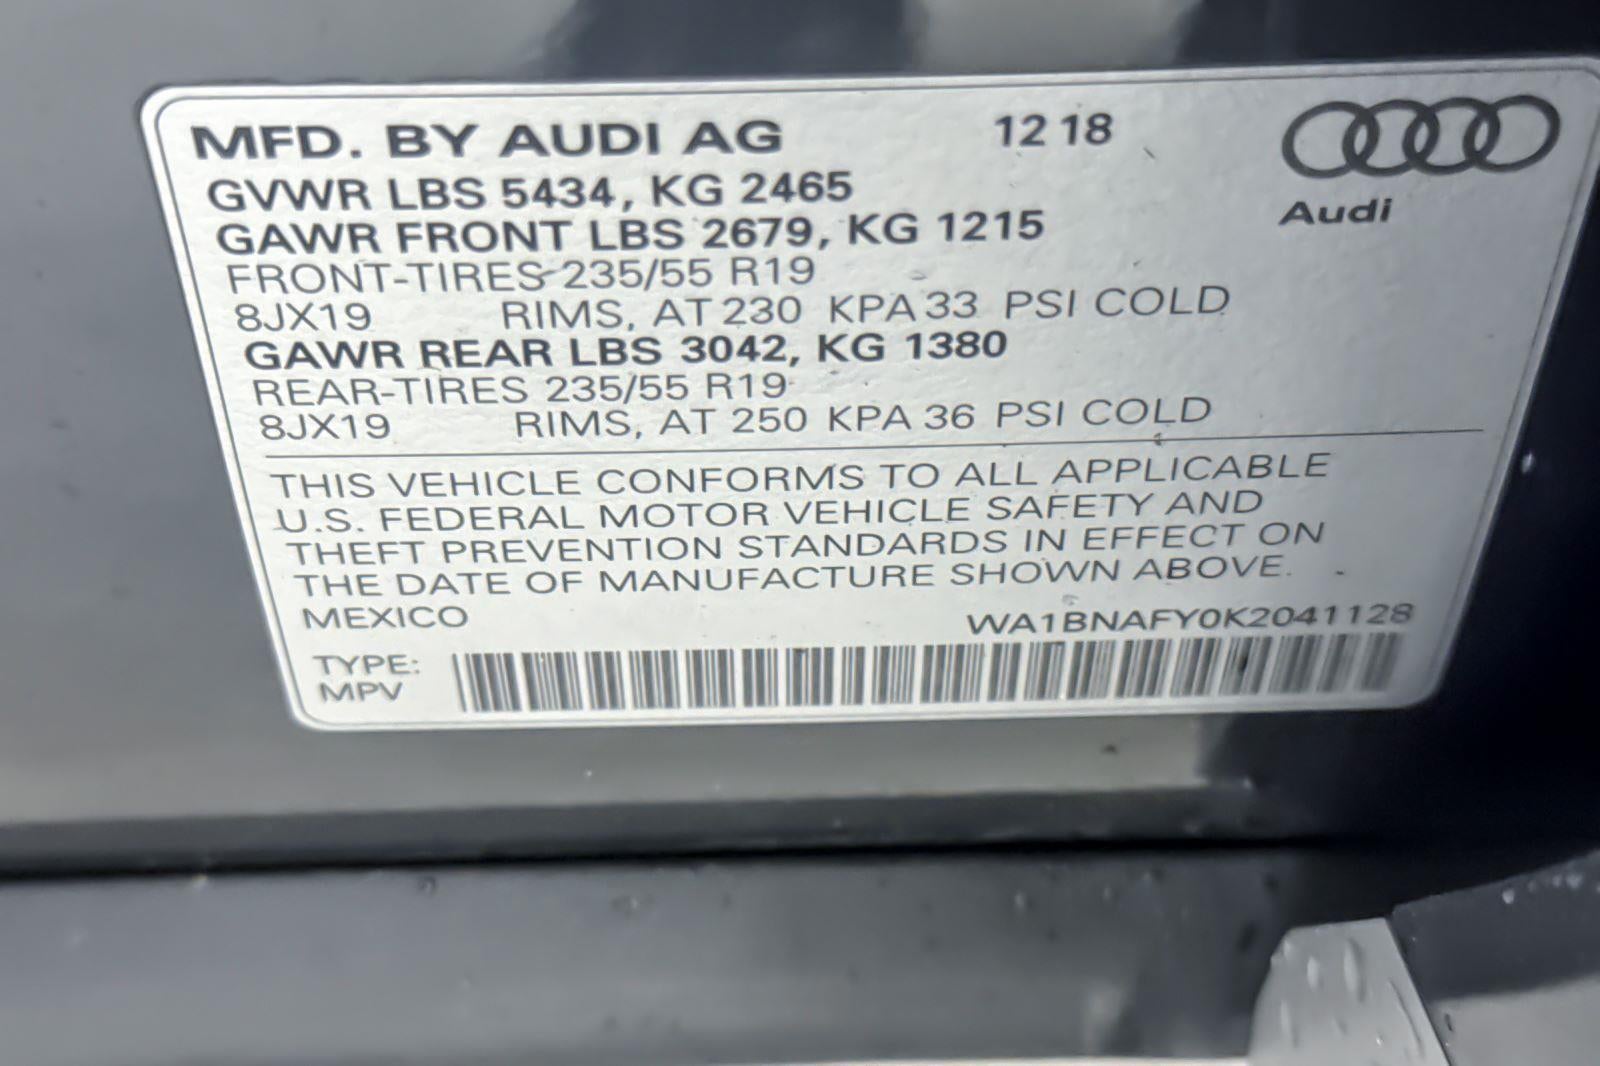 MFD. BY AUDI AG 12 18
GVWR LBS 5434, KG 2465
Audi
GAWR FRONT LBS 2679, KG 1215
FRONT-TIRES 235/55 R19
8JX19 RIMS, AT 230 KPA 33 PSI COLD
GAWR REAR LBS 3042, KG 1380
REAR-TIRES 235/55 R19
8JX19 RIMS, AT 250 KPA 36 PSI COLD
THIS VEHICLE CONFORMS TO ALL APPLICABLE
U.S. FEDERAL MOTOR VEHICLE SAFETY AND
THEFT PREVENTION STANDARDS IN EFFECT ON
THE DATE OF MANUFACTURE SHOWN ABOVE.
MEXICO WA1BNAFY0K2041128
TYPE:
MPV